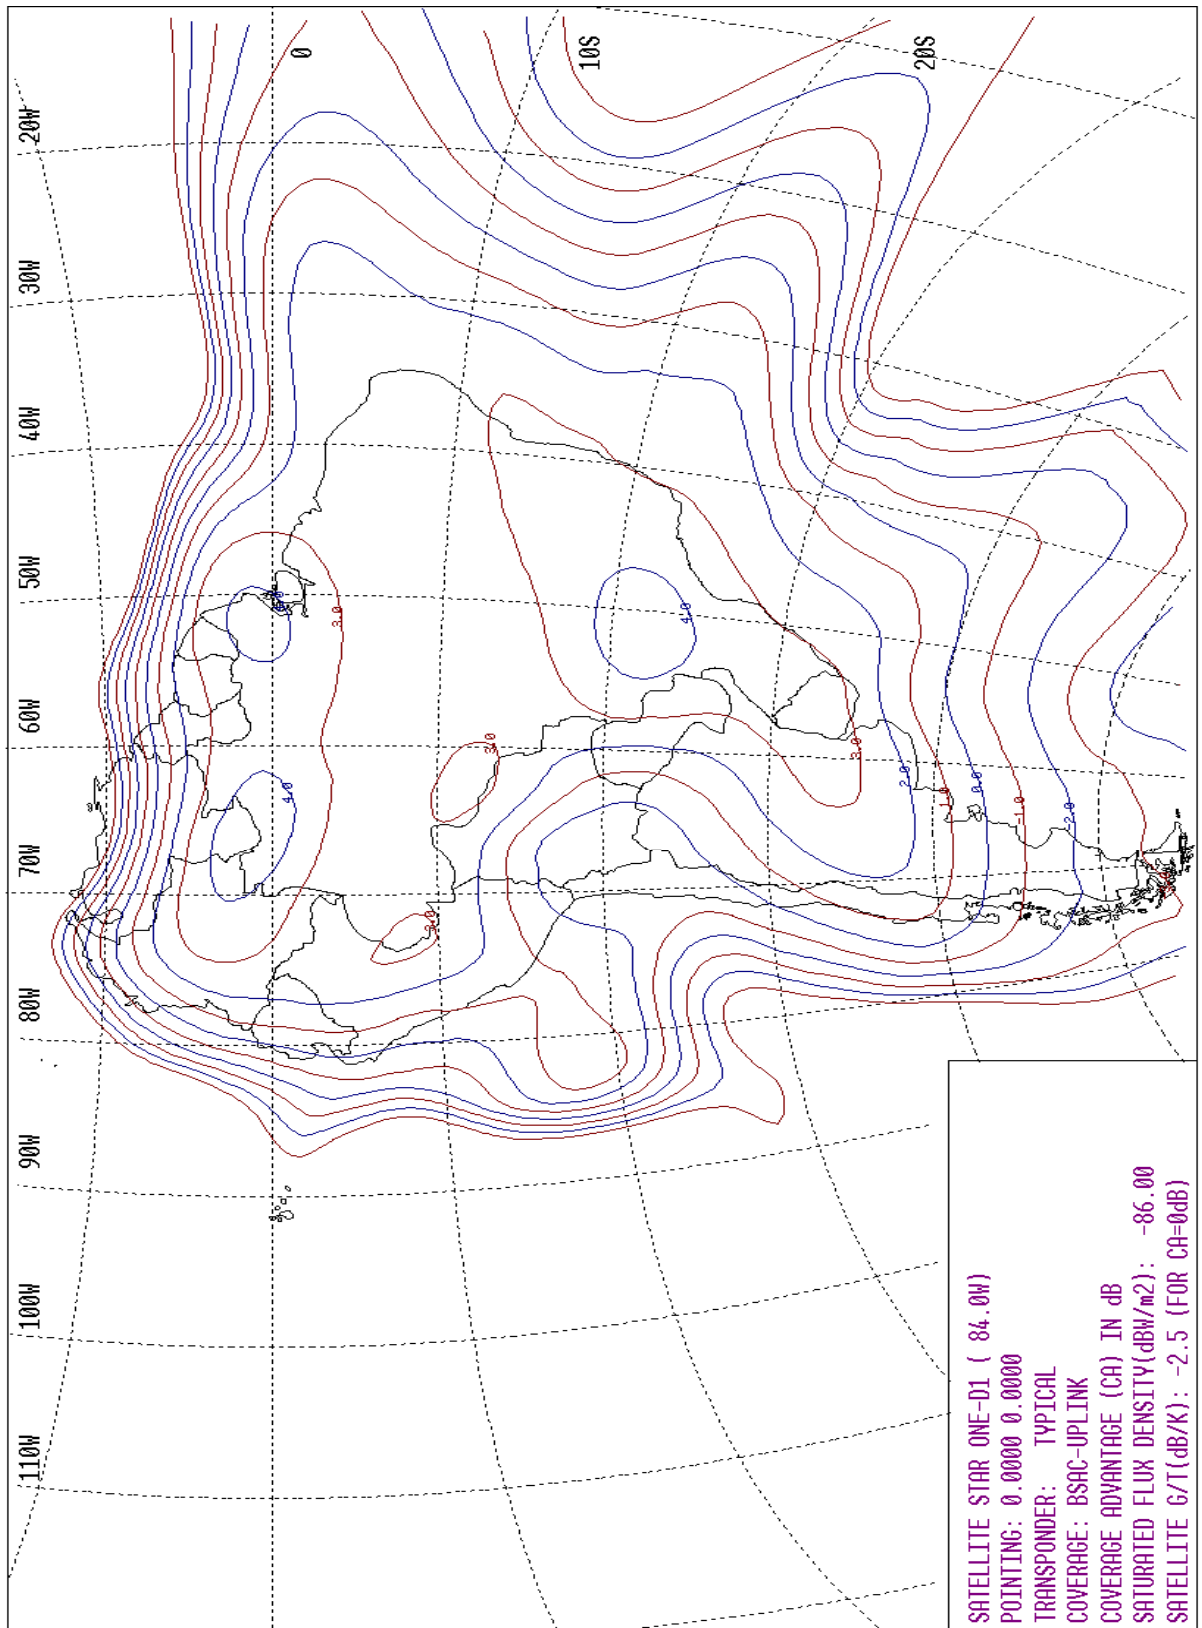 110W
100W
90W
80W
70W
60W
50W
40W
30W
20W
0
10S
20S
4.0
3.0
3.0
3.0
4.0
3.0
2.0
1.0
0.0
-1.0
-2.0
SATELLITE STAR ONE-D1 ( 84.0W)
POINTING: 0.0000 0.0000
TRANSPONDER: TYPICAL
COVERAGE: BSAC-UPLINK
COVERAGE ADVANTAGE (CA) IN dB
SATURATED FLUX DENSITY(dBW/m2): -86.00
SATELLITE G/T(dB/K): -2.5 (FOR CA=0dB)